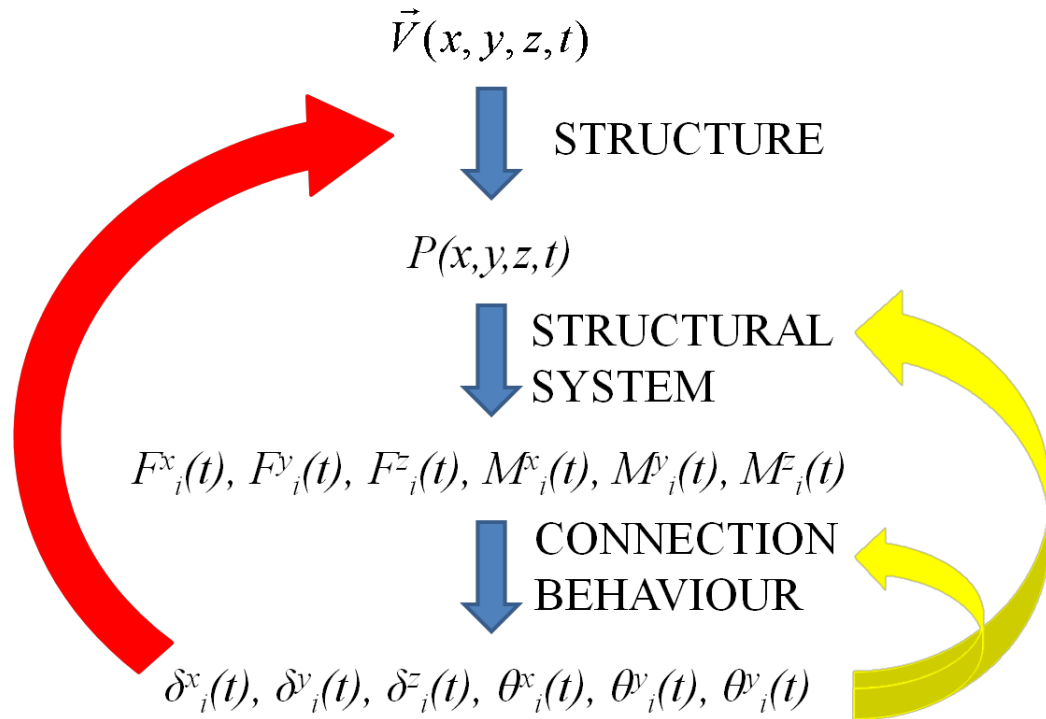 V⃗(x, y, z, t)
STRUCTURE
P(x,y,z,t)
STRUCTURAL
SYSTEM
Fˣᵢ(t), Fʸᵢ(t), Fᶻᵢ(t), Mˣᵢ(t), Mʸᵢ(t), Mᶻᵢ(t)
CONNECTION
BEHAVIOUR
δˣᵢ(t), δʸᵢ(t), δᶻᵢ(t), θˣᵢ(t), θʸᵢ(t), θʸᵢ(t)